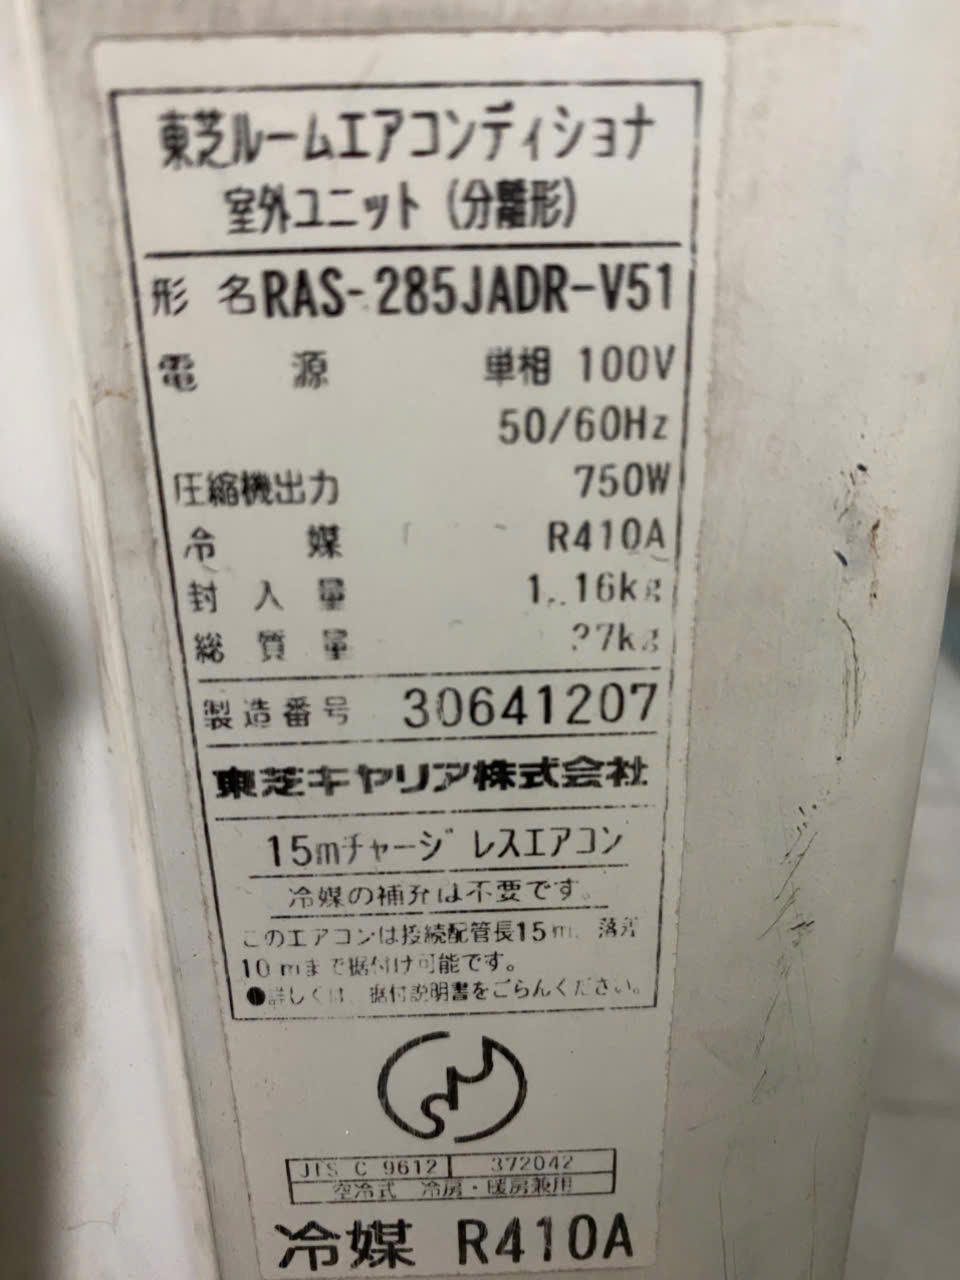 東芝ルームエアコンディショナ
室外ユニット (分離形)
形 名 RAS-285JADR-V51
電 源 単相 100V
50/60Hz
圧縮機出力 750W
冷 媒 R410A
封 入 量 1.16kg
総 質 量
製造番号 30641207
東芝キヤリア株式会社
15mチャージレスエアコン
冷媒の補充は不要です。
このエアコンは接続配管長15m、落差
10mまで据付け可能です。
●詳しくは、据付説明書をごらんください。
JIS C 9612 372042
空冷式 冷房・暖房兼用
冷媒 R410A